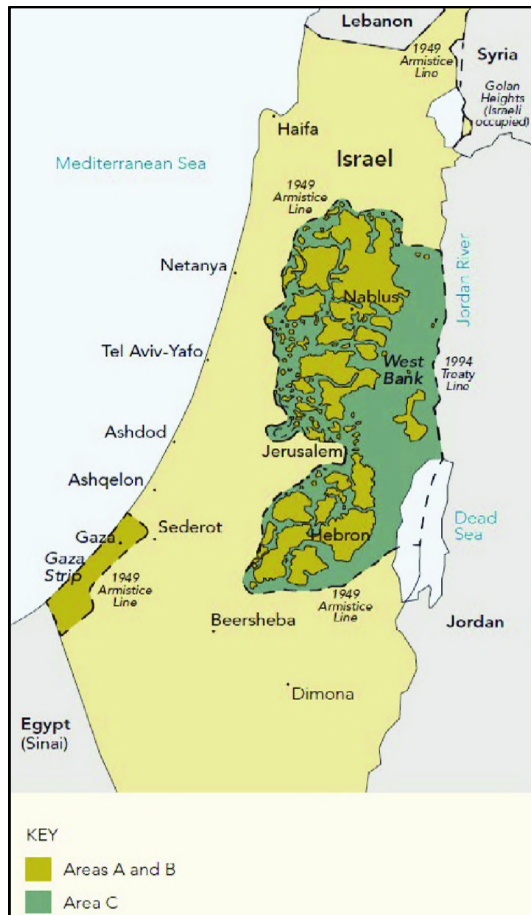 Lebanon
1949
Armistice
Line
Syria
Golan
Heights
(Israeli
occupied)
Haifa
Mediterranean Sea
Israel
1949
Armistice
Line
Netanya
Nablus
Jordan River
Tel Aviv-Yafo
West
Bank
1994
Treaty
Line
Ashdod
Jerusalem
Ashqelon
Sederot
Gaza
Gaza
Strip
Hebron
Dead
Sea
1949
Armistice
Line
1949
Armistice
Line
Beersheba
Jordan
Dimona
Egypt
(Sinai)
KEY
Areas A and B
Area C